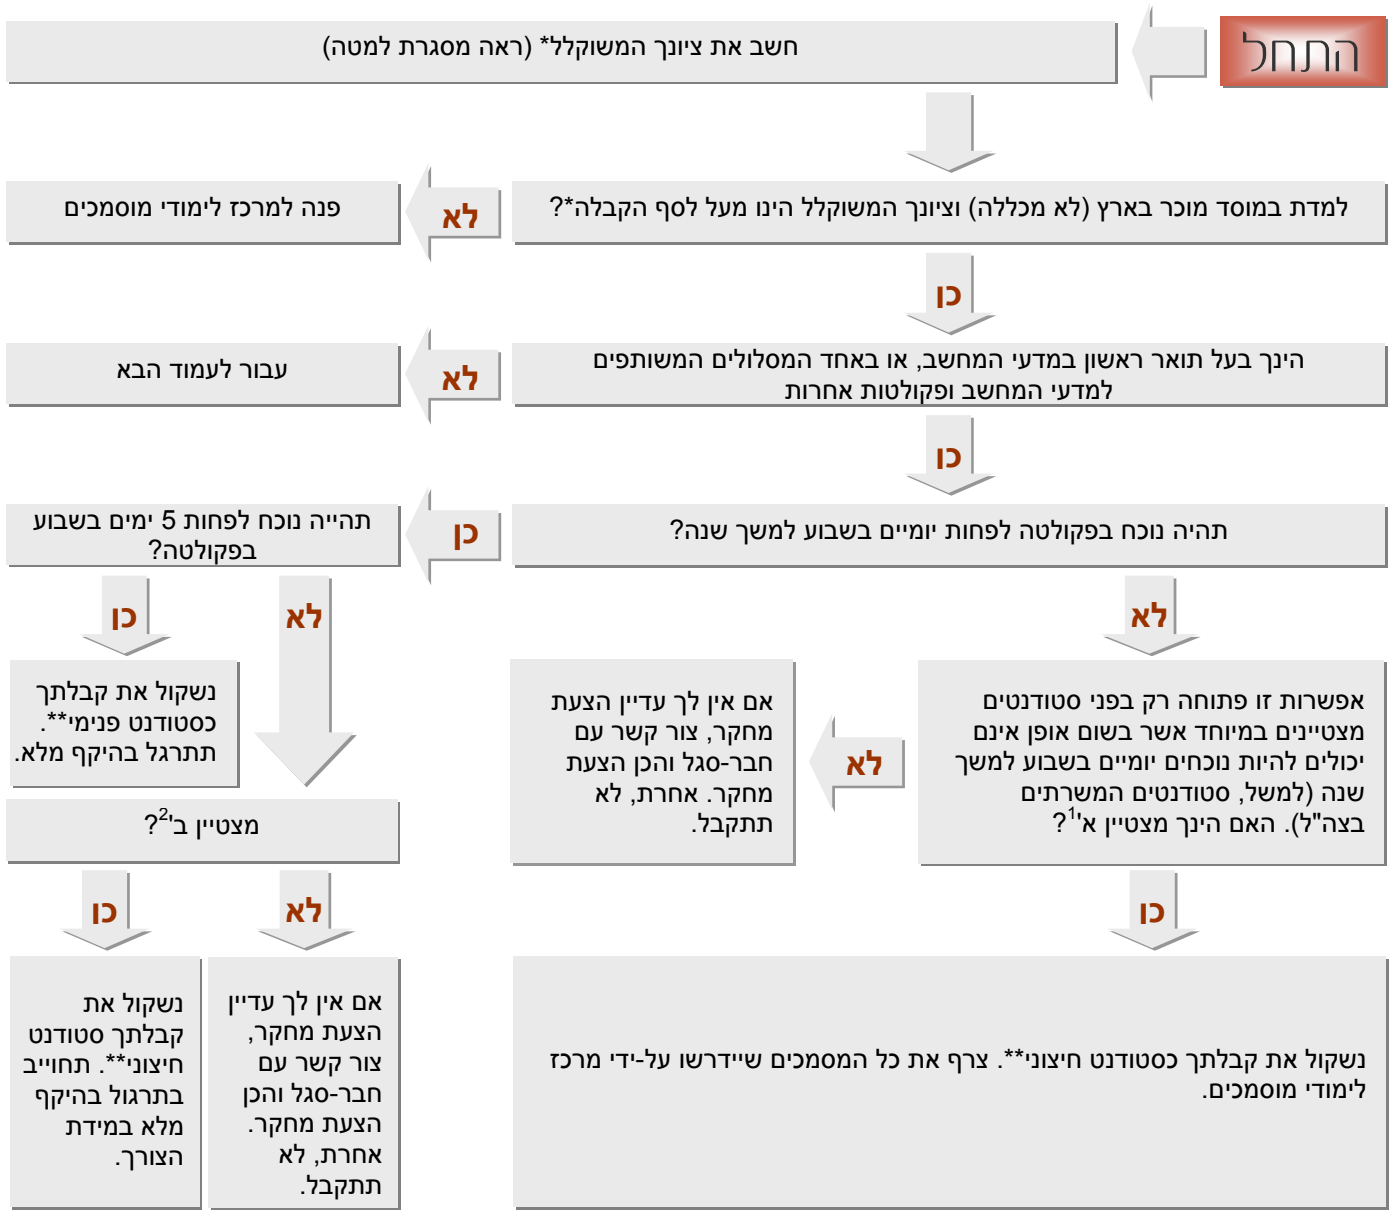 התחל
חשב את ציונך המשוקלל* (ראה מסגרת למטה)
למדת במוסד מוכר בארץ (לא מכללה) וציונך המשוקלל הינו מעל לסף הקבלה*?
לא
פנה למרכז לימודי מוסמכים
כן
הינך בעל תואר ראשון במדעי המחשב, או באחד המסלולים המשותפים
למדעי המחשב ופקולטות אחרות
לא
עבור לעמוד הבא
כן
תהיה נוכח בפקולטה לפחות יומיים בשבוע למשך שנה?
כן
תהייה נוכח לפחות 5 ימים בשבוע
בפקולטה?
לא
לא
כן
אפשרות זו פתוחה רק בפני סטודנטים
מצטיינים במיוחד אשר בשום אופן אינם
יכולים להיות נוכחים יומיים בשבוע למשך
שנה (למשל, סטודנטים המשרתים
בצה"ל). האם הינך מצטיין א'¹?
לא
אם אין לך עדיין הצעת
מחקר, צור קשר עם
חבר-סגל והכן הצעת
מחקר. אחרת, לא
תתקבל.
נשקול את קבלתך
כסטודנט פנימי**.
תתרגל בהיקף מלא.
מצטיין ב'²?
כן
לא
כן
נשקול את קבלתך כסטודנט חיצוני**. צרף את כל המסמכים שיידרשו על-ידי מרכז
לימודי מוסמכים.
אם אין לך עדיין
הצעת מחקר,
צור קשר עם
חבר-סגל והכן
הצעת מחקר.
אחרת, לא
תתקבל.
נשקול את
קבלתך סטודנט
חיצוני**. תחוייב
בתרגול בהיקף
מלא במידת
הצורך.